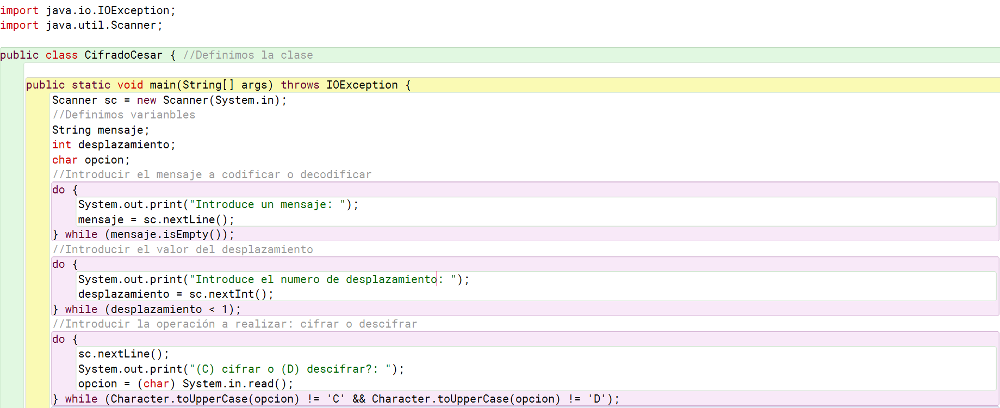 import java.io.IOException;
import java.util.Scanner;
public class CifradoCesar { //Definimos la clase
public static void main(String[] args) throws IOException {
Scanner sc = new Scanner(System.in);
//Definimos varianbles
String mensaje;
int desplazamiento;
char opcion;
//Introducir el mensaje a codificar o decodificar
do {
System.out.print("Introduce un mensaje: ");
mensaje = sc.nextLine();
} while (mensaje.isEmpty());
//Introducir el valor del desplazamiento
do {
System.out.print("Introduce el numero de desplazamiento: ");
desplazamiento = sc.nextInt();
} while (desplazamiento < 1);
//Introducir la operación a realizar: cifrar o descifrar
do {
sc.nextLine();
System.out.print("(C) cifrar o (D) descifrar?: ");
opcion = (char) System.in.read();
} while (Character.toUpperCase(opcion) != 'C' && Character.toUpperCase(opcion) != 'D');